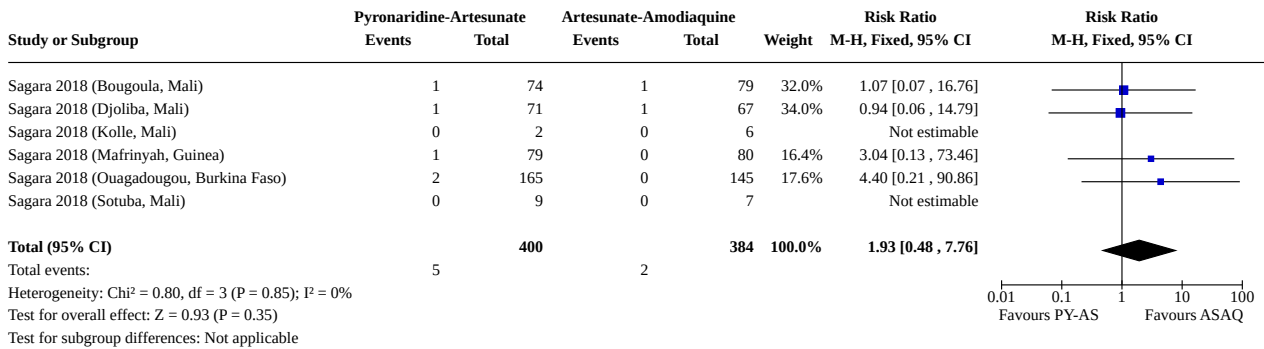 Pyronaridine-Artesunate Artesunate-Amodiaquine Risk Ratio Risk Ratio
Study or Subgroup Events Total Events Total Weight M-H, Fixed, 95% CI M-H, Fixed, 95% CI
Sagara 2018 (Bougoula, Mali) 1 74 1 79 32.0% 1.07 [0.07 , 16.76]
Sagara 2018 (Djoliba, Mali) 1 71 1 67 34.0% 0.94 [0.06 , 14.79]
Sagara 2018 (Kolle, Mali) 0 2 0 6 Not estimable
Sagara 2018 (Mafrinyah, Guinea) 1 79 0 80 16.4% 3.04 [0.13 , 73.46]
Sagara 2018 (Ouagadougou, Burkina Faso) 2 165 0 145 17.6% 4.40 [0.21 , 90.86]
Sagara 2018 (Sotuba, Mali) 0 9 0 7 Not estimable
Total (95% CI) 400 384 100.0% 1.93 [0.48 , 7.76]
Total events: 5 2
Heterogeneity: Chi² = 0.80, df = 3 (P = 0.85); I² = 0% 0.01 0.1 1 10 100
Test for overall effect: Z = 0.93 (P = 0.35) Favours PY-AS Favours ASAQ
Test for subgroup differences: Not applicable